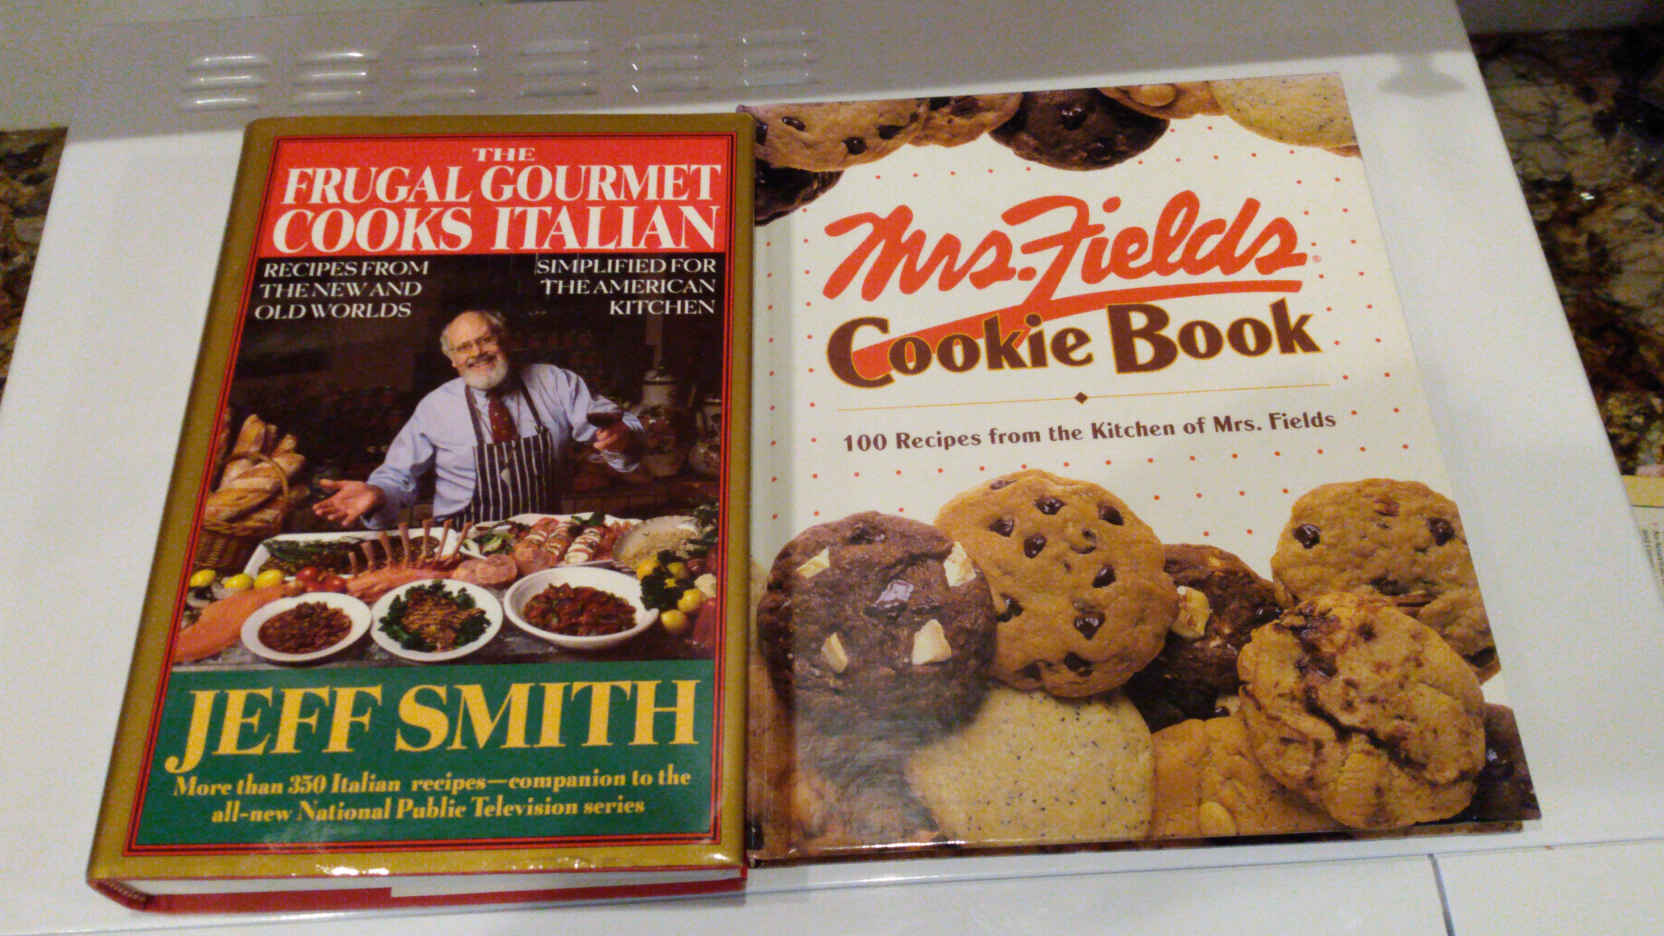 THE
FRUGAL GOURMET
COOKS ITALIAN
RECIPES FROM
THE NEW AND
OLD WORLDS
SIMPLIFIED FOR
THE AMERICAN
KITCHEN
JEFF SMITH
More than 350 Italian recipes—companion to the
all-new National Public Television series
Mrs. Fields®
Cookie Book
100 Recipes from the Kitchen of Mrs. Fields